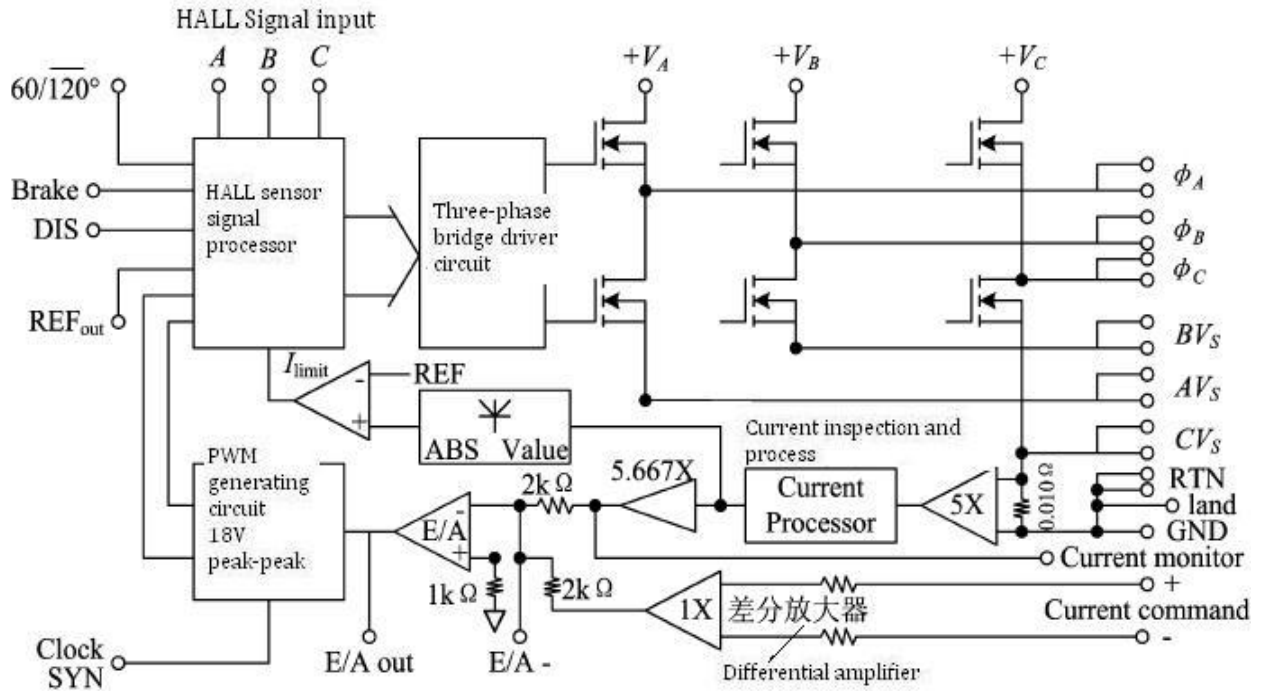 HALL Signal input
A B C
60/120°
+V_A +V_B +V_C
HALL sensor
signal
processor
Brake
DIS
REFout
Three-phase
bridge driver
circuit
ϕ_A
ϕ_B
ϕ_C
BV_S
AV_S
CV_S
I_limit
-
REF
+
ABS Value
Current inspection and
process
5.667X
Current
Processor
5X
0.010Ω
RTN
land
GND
Current monitor
PWM
generating
circuit
18V
peak-peak
2kΩ
-
E/A
+
1kΩ
2kΩ
1X
差分放大器
+
Current command
-
Differential amplifier
Clock
SYN
E/A out
E/A -